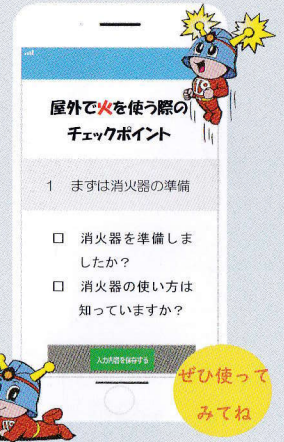 屋外で火を使う際の
チェックポイント
1 まずは消火器の準備
□ 消火器を準備しま
したか？
□ 消火器の使い方は
知っていますか？
入力内容を保存する
ぜひ使って
みてね